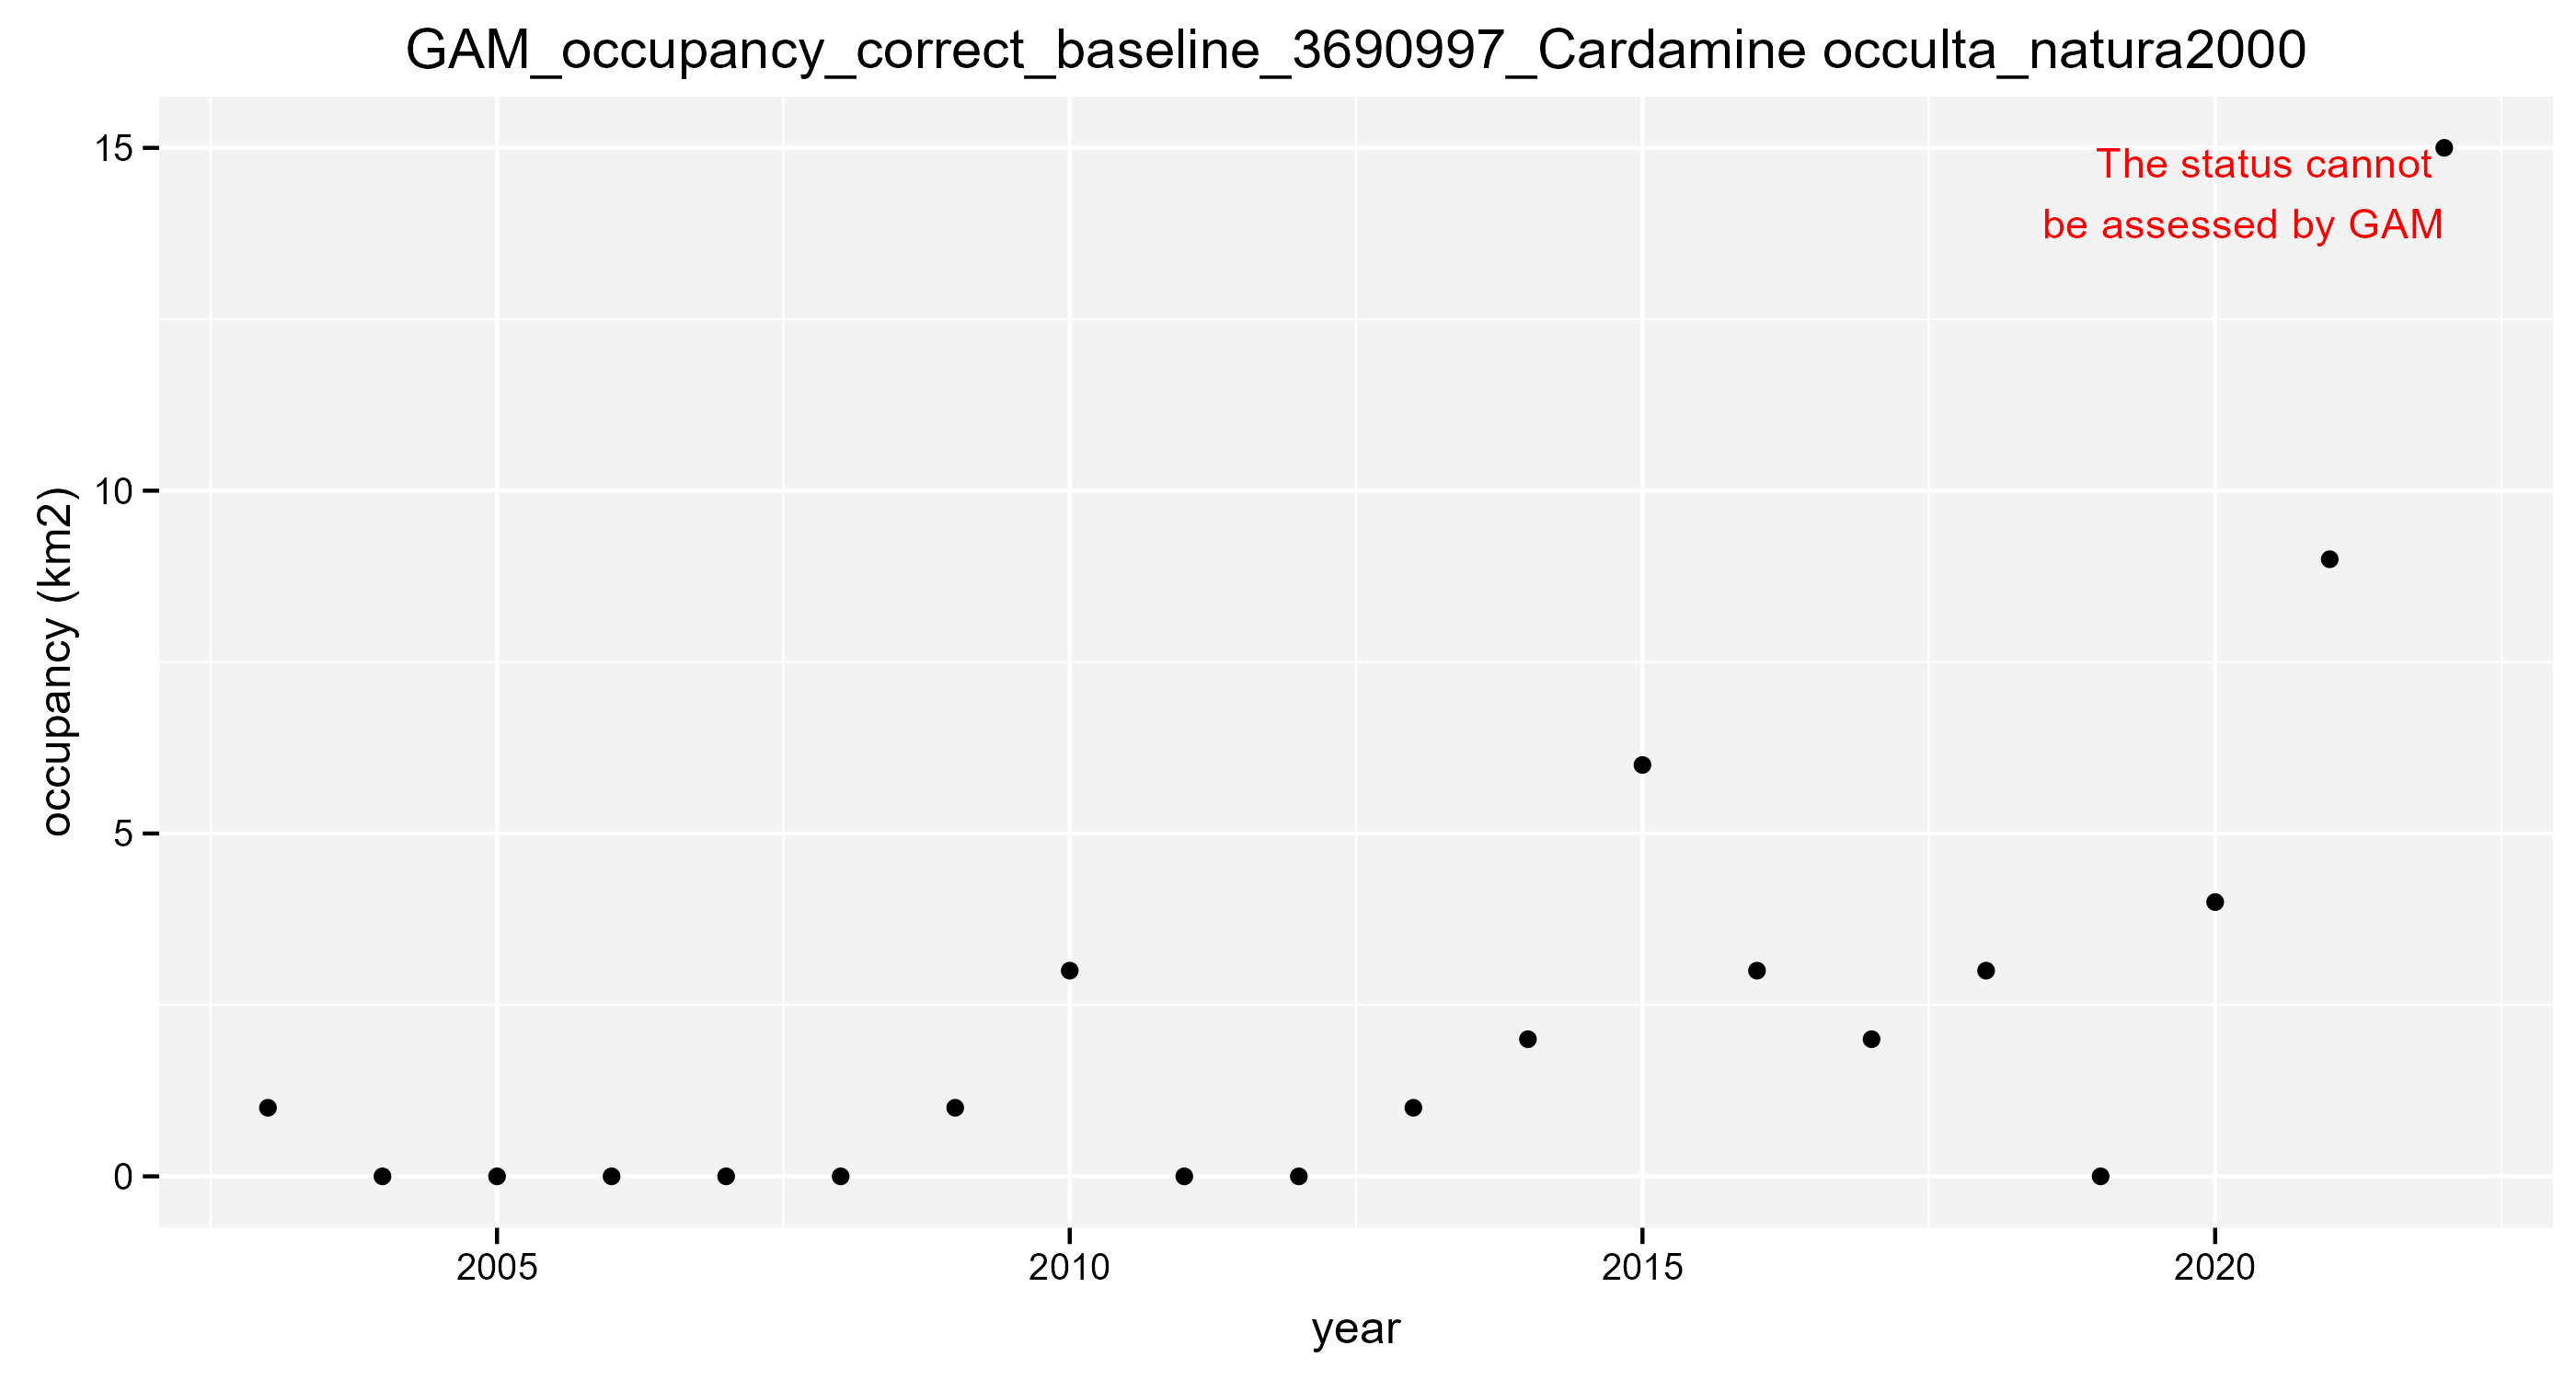 GAM_occupancy_correct_baseline_3690997_Cardamine occulta_natura2000
15
The status cannot
be assessed by GAM
10
occupancy (km2)
5
0
2005 2010 2015 2020
year